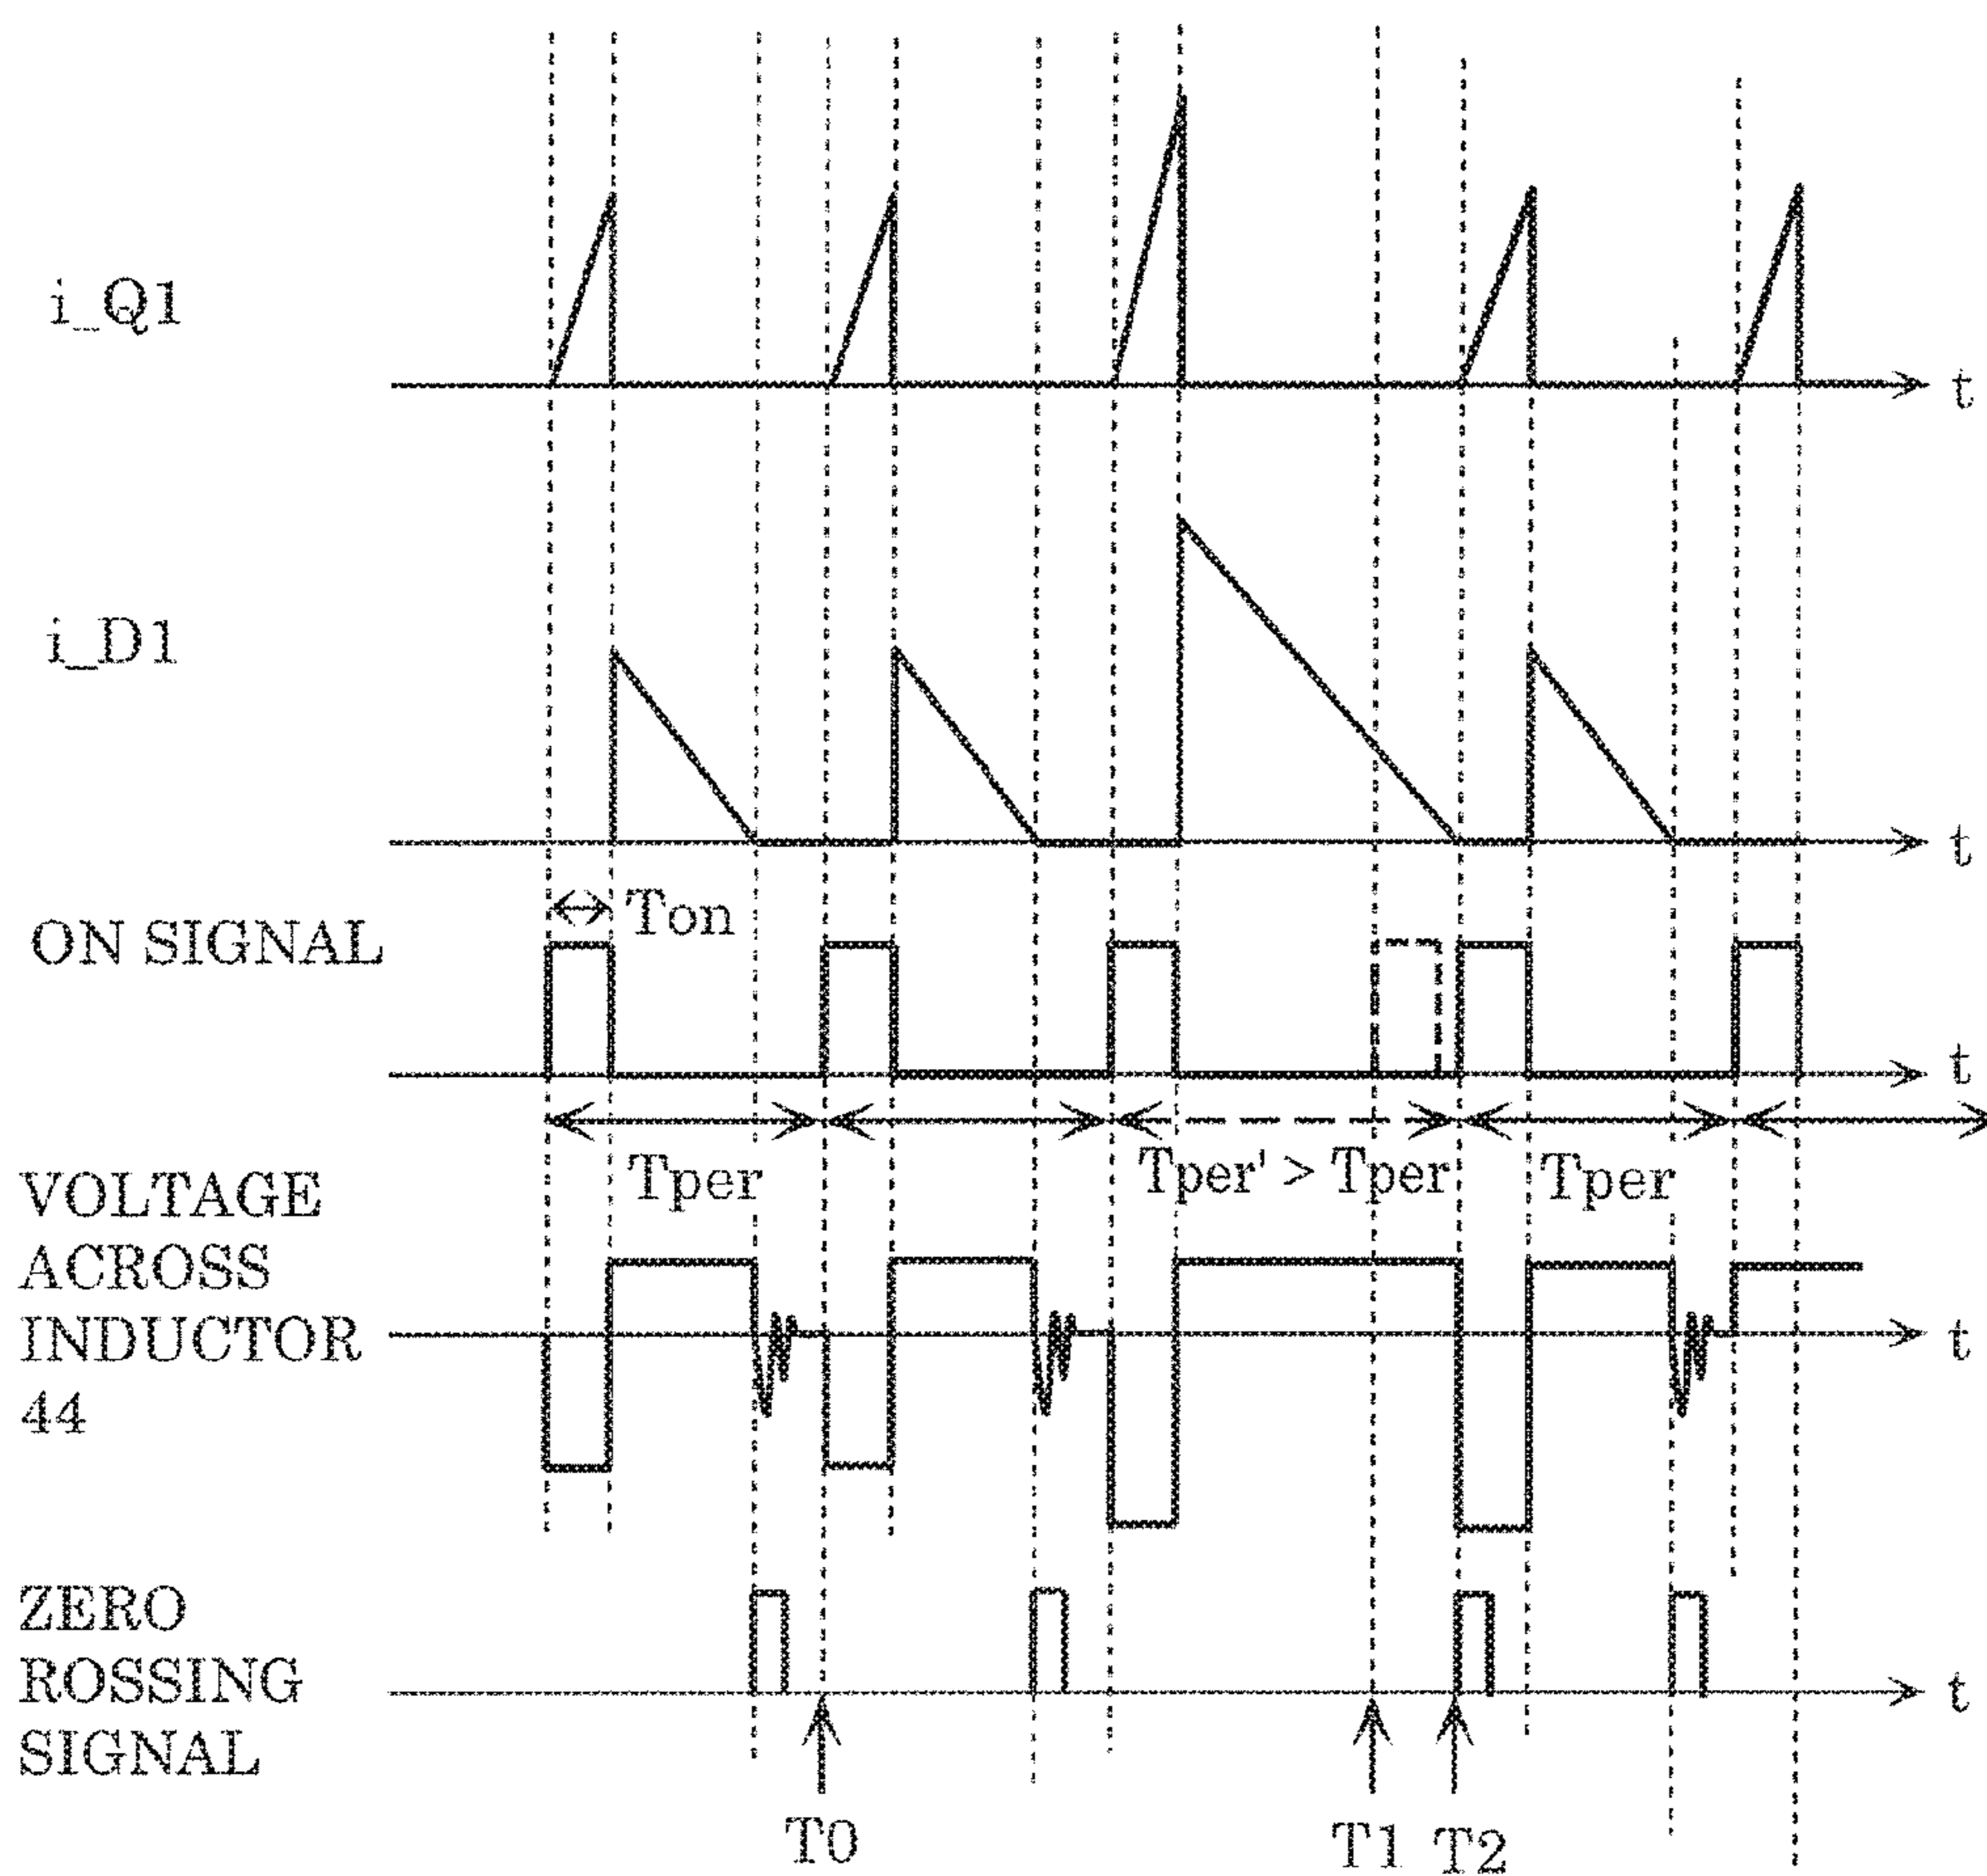 i_Q1
t
i_D1
t
Ton
ON SIGNAL
t
Tper
Tper' > Tper
Tper
VOLTAGE
ACROSS
INDUCTOR
44
t
ZERO
ROSSING
SIGNAL
t
T0
T1
T2